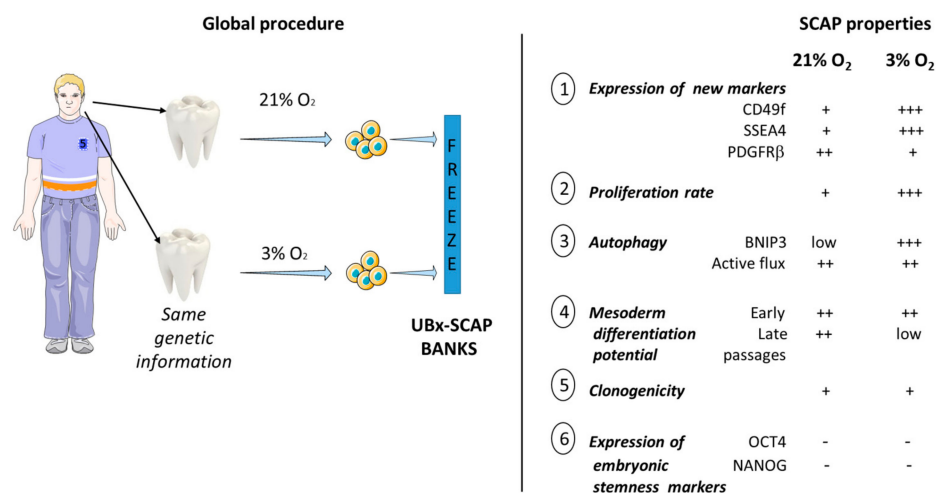 Global procedure
21% O₂
3% O₂
FREEZE
Same
genetic
information
UBx-SCAP
BANKS
SCAP properties
21% O₂ 3% O₂
1 Expression of new markers
CD49f + +++
SSEA4 + +++
PDGFRβ ++ +
2 Proliferation rate + +++
3 Autophagy BNIP3 low +++
Active flux ++ ++
4 Mesoderm Early ++ ++
differentiation Late ++ low
potential passages
5 Clonogenicity + +
6 Expression of OCT4 - -
embryonic NANOG - -
stemness markers